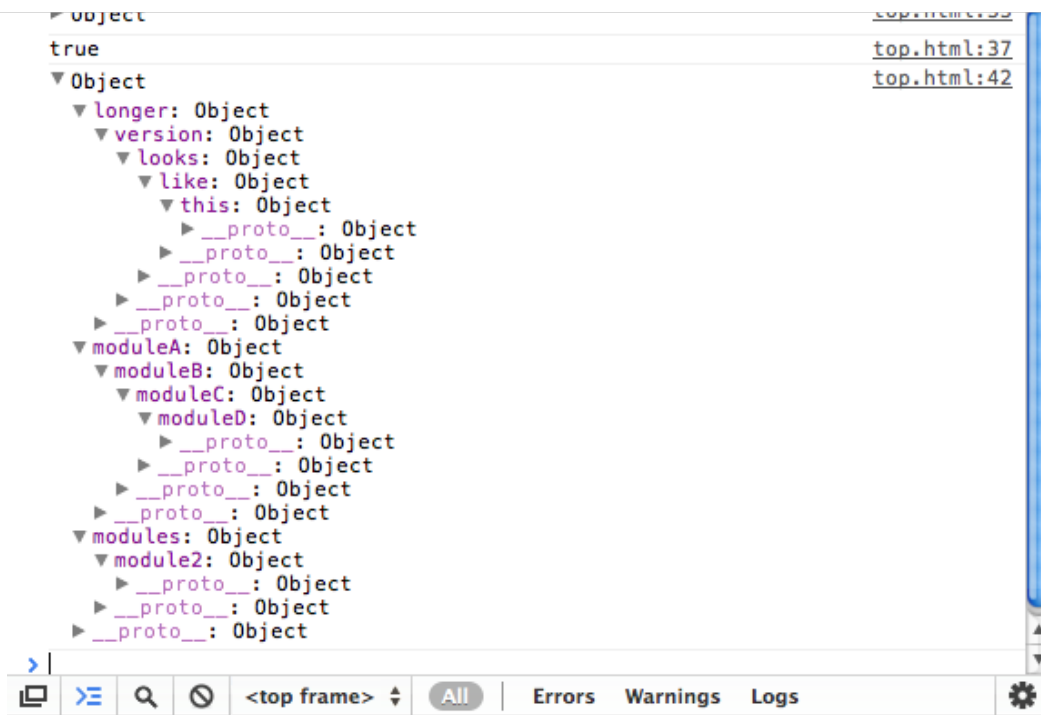 Object
true top.html:37
Object top.html:42
longer: Object
version: Object
looks: Object
like: Object
this: Object
__proto__: Object
__proto__: Object
__proto__: Object
__proto__: Object
__proto__: Object
moduleA: Object
moduleB: Object
moduleC: Object
moduleD: Object
__proto__: Object
__proto__: Object
__proto__: Object
__proto__: Object
modules: Object
module2: Object
__proto__: Object
__proto__: Object
__proto__: Object
<top frame> All Errors Warnings Logs